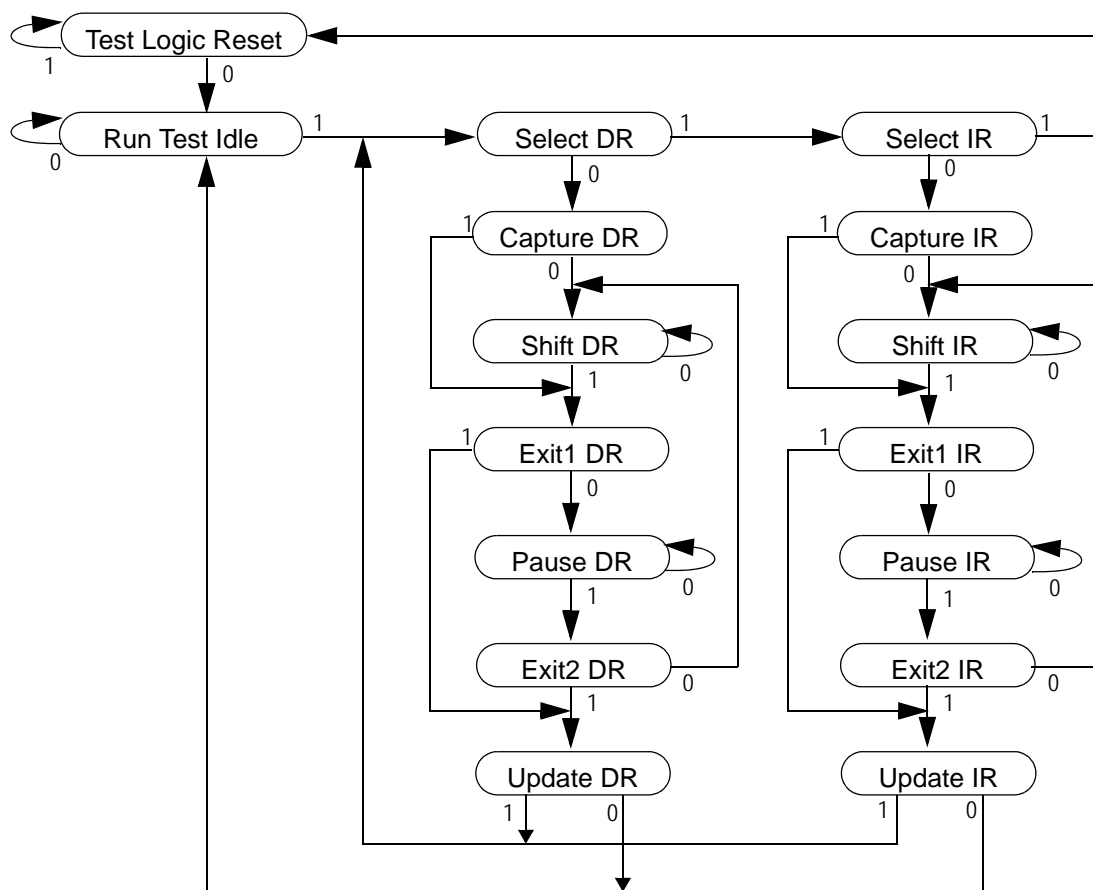 Test Logic Reset
1
0
Run Test Idle
1
0
Select DR
1
0
Select IR
1
0
1
Capture DR
0
1
Capture IR
0
Shift DR
0
1
Shift IR
0
1
1
Exit1 DR
0
1
Exit1 IR
0
Pause DR
0
1
Pause IR
0
1
Exit2 DR
0
1
Exit2 IR
0
1
Update DR
1
0
Update IR
1
0